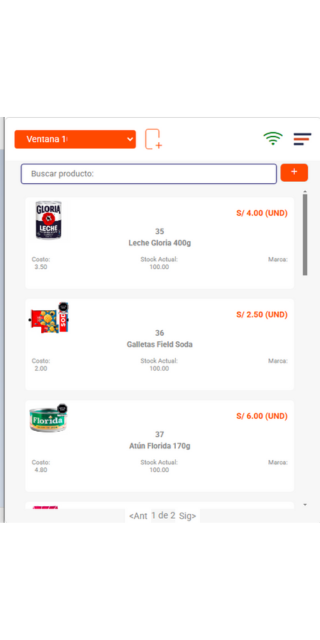 Ventana 1
+
Buscar producto:
+
GLORIA
LECHE
S/ 4.00 (UND)
35
Leche Gloria 400g
Costo: Stock Actual: Marca:
3.50 100.00
SODA
S/ 2.50 (UND)
36
Galletas Field Soda
Costo: Stock Actual: Marca:
2.00 100.00
Florida
S/ 6.00 (UND)
37
Atún Florida 170g
Costo: Stock Actual: Marca:
4.80 100.00
<Ant 1 de 2 Sig>